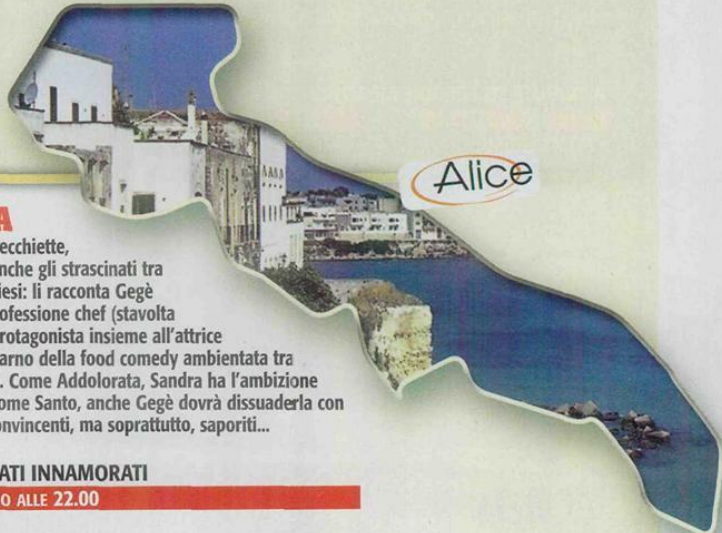 Alice
A
ecchiette,
nche gli strascinati tra
iesi: li racconta Gegè
ofessione chef (stavolta
rotagonista insieme all'attrice
arno della food comedy ambientata tra
. Come Addolorata, Sandra ha l'ambizione
ome Santo, anche Gegè dovrà dissuaderla con
onvincenti, ma soprattutto, saporiti...
ATI INNAMORATI
O ALLE 22.00